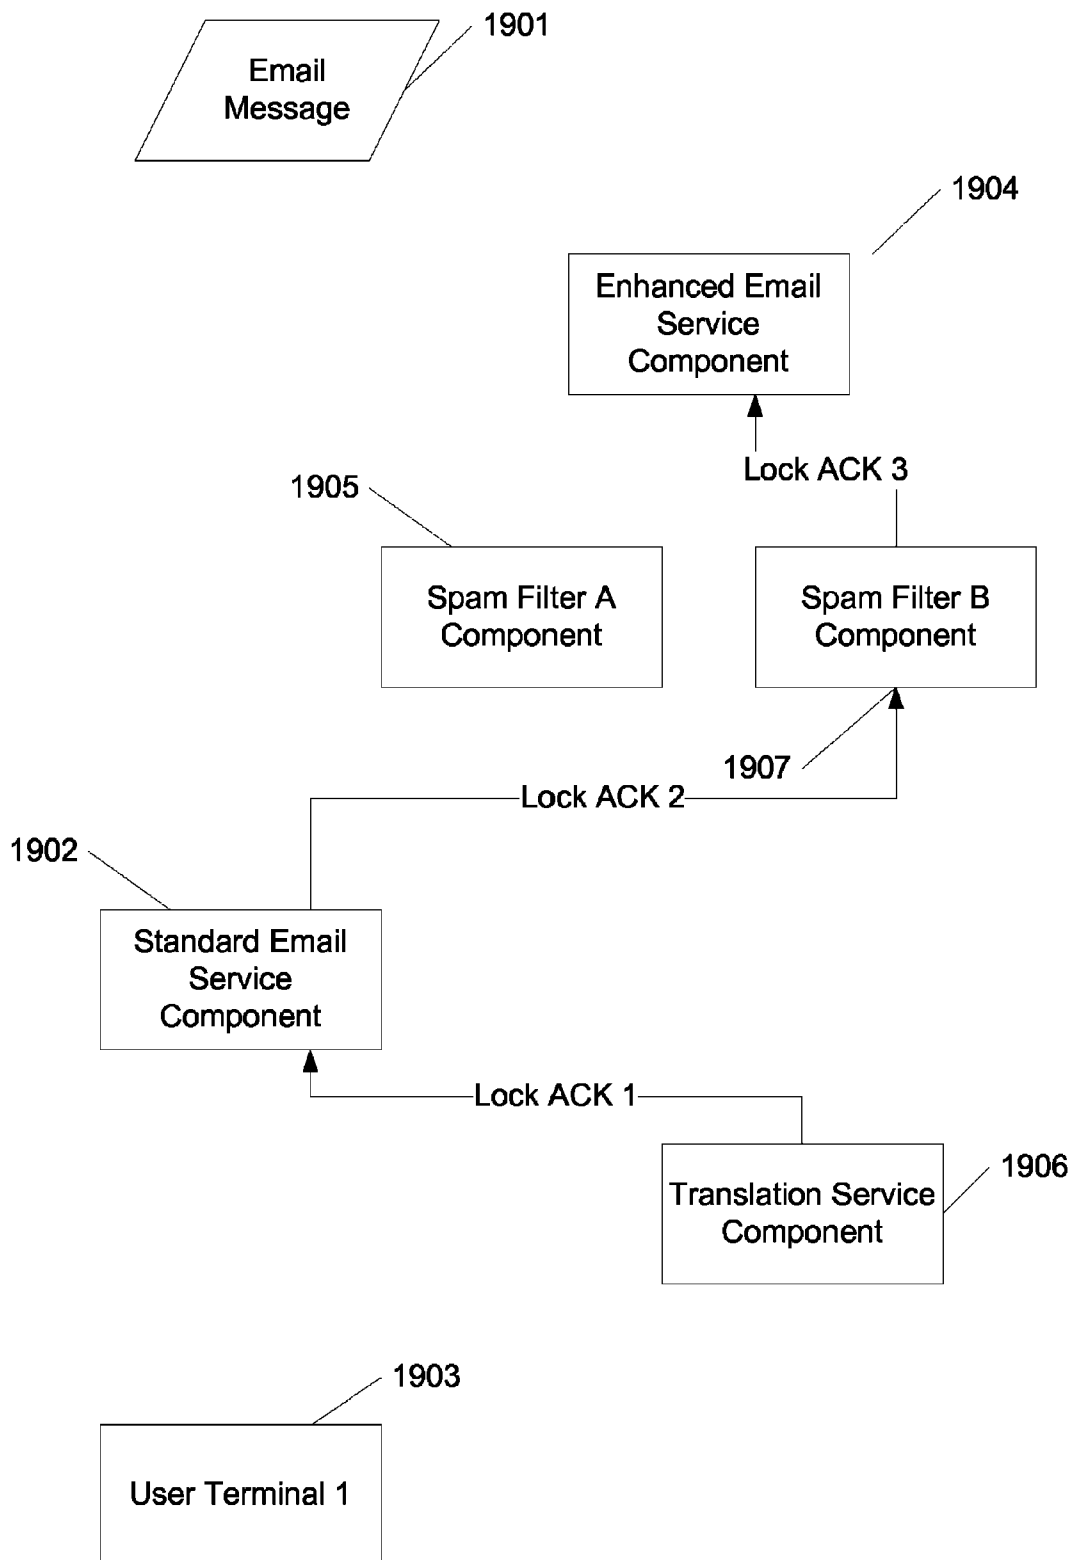 1901
Email
Message
1904
Enhanced Email
Service
Component
Lock ACK 3
1905
Spam Filter A
Component
Spam Filter B
Component
1907
Lock ACK 2
1902
Standard Email
Service
Component
Lock ACK 1
1906
Translation Service
Component
1903
User Terminal 1